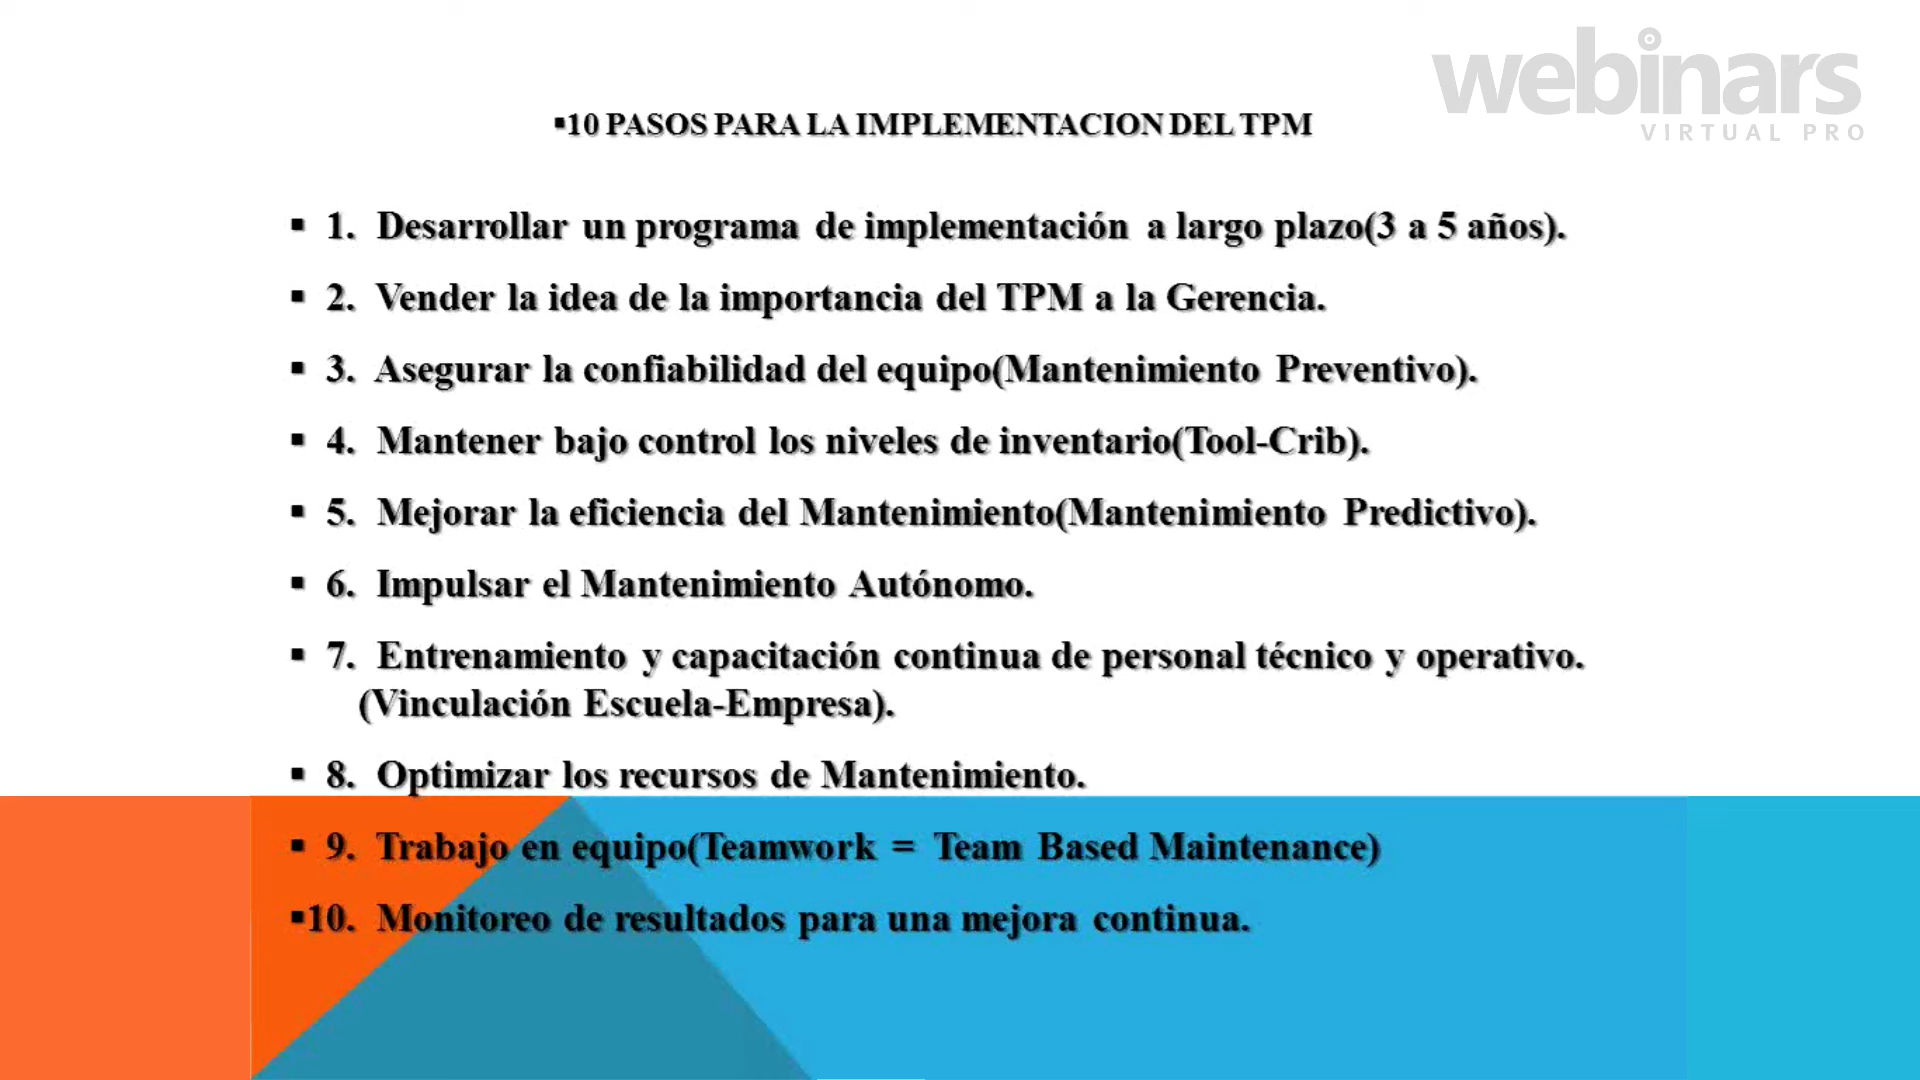 webinars
VIRTUAL PRO
▪10 PASOS PARA LA IMPLEMENTACION DEL TPM
▪ 1. Desarrollar un programa de implementación a largo plazo(3 a 5 años).
▪ 2. Vender la idea de la importancia del TPM a la Gerencia.
▪ 3. Asegurar la confiabilidad del equipo(Mantenimiento Preventivo).
▪ 4. Mantener bajo control los niveles de inventario(Tool-Crib).
▪ 5. Mejorar la eficiencia del Mantenimiento(Mantenimiento Predictivo).
▪ 6. Impulsar el Mantenimiento Autónomo.
▪ 7. Entrenamiento y capacitación continua de personal técnico y operativo.
(Vinculación Escuela-Empresa).
▪ 8. Optimizar los recursos de Mantenimiento.
▪ 9. Trabajo en equipo(Teamwork = Team Based Maintenance)
▪10. Monitoreo de resultados para una mejora continua.